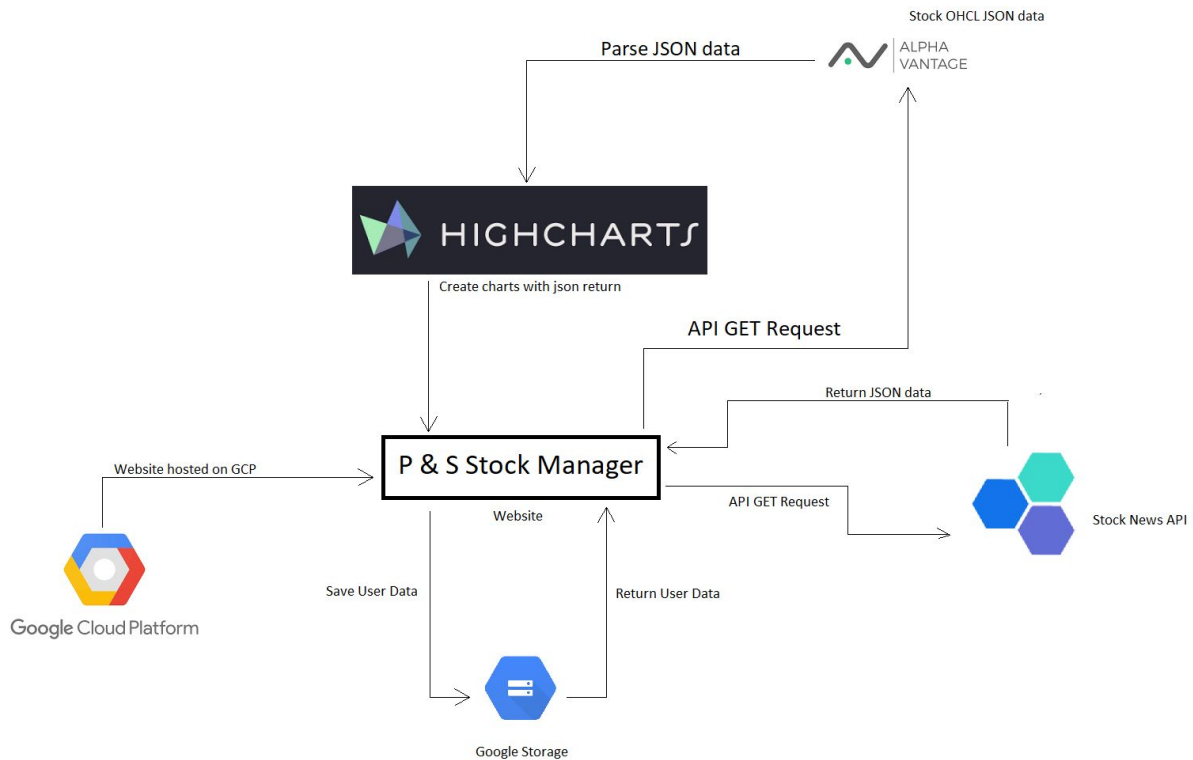 Stock OHCL JSON data
Parse JSON data
ALPHA
VANTAGE
HIGHCHARTS
Create charts with json return
API GET Request
Return JSON data
P & S Stock Manager
Website hosted on GCP
API GET Request
Website
Stock News API
Save User Data
Return User Data
Google Cloud Platform
Google Storage